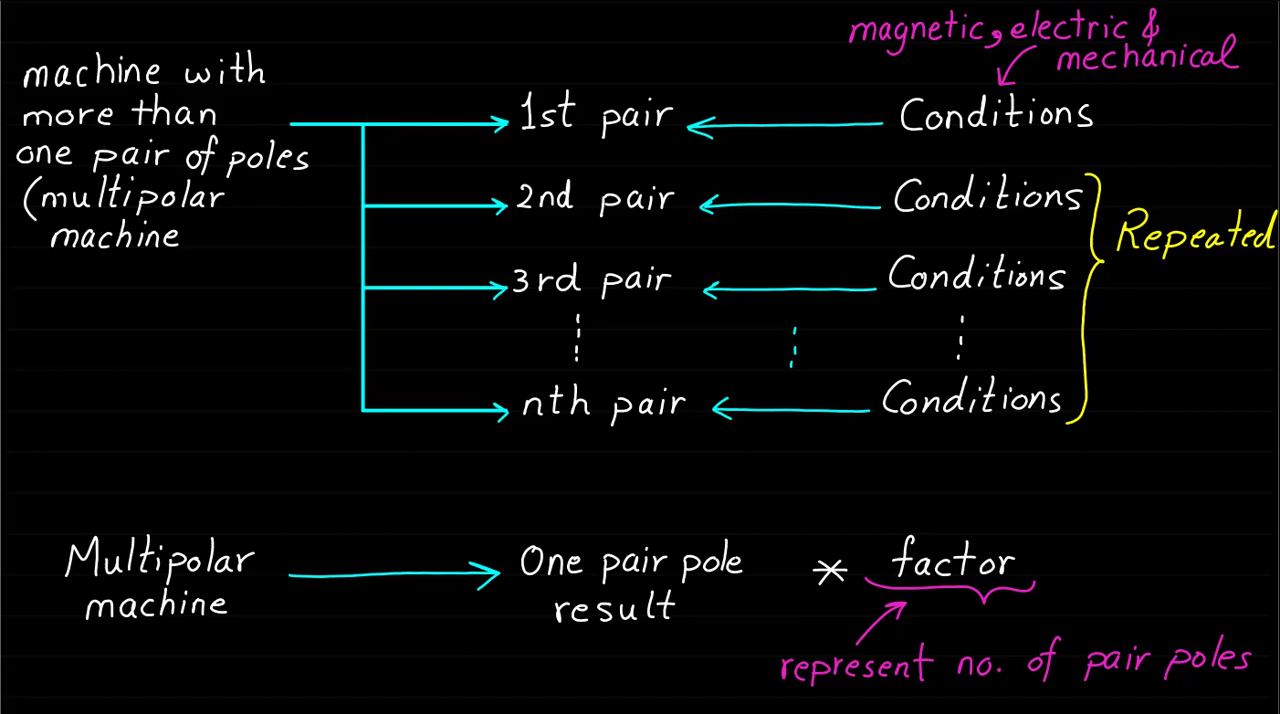 magnetic, electric &
mechanical
machine with
more than
one pair of poles
(multipolar
machine
1st pair
Conditions
2nd pair
Conditions
3rd pair
Conditions
nth pair
Conditions
Repeated
Multipolar
machine
One pair pole
result
* factor
represent no. of pair poles